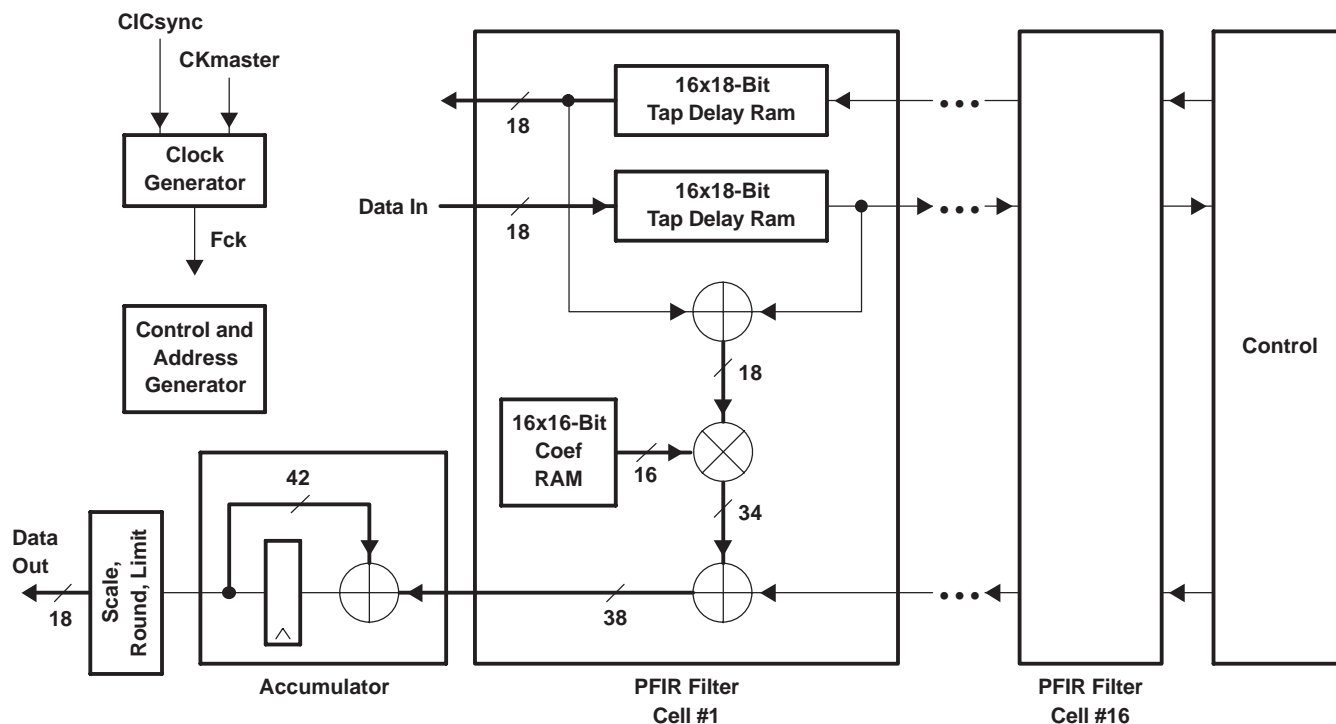 CICsync
CKmaster
Clock
Generator
Fck
Control and
Address
Generator
16x18-Bit
Tap Delay Ram
18
•••
Data In
18
16x18-Bit
Tap Delay Ram
•••
18
16x16-Bit
Coef
RAM
16
34
Control
42
Data
Out
18
Scale,
Round, Limit
38
•••
Accumulator
PFIR Filter
Cell #1
PFIR Filter
Cell #16